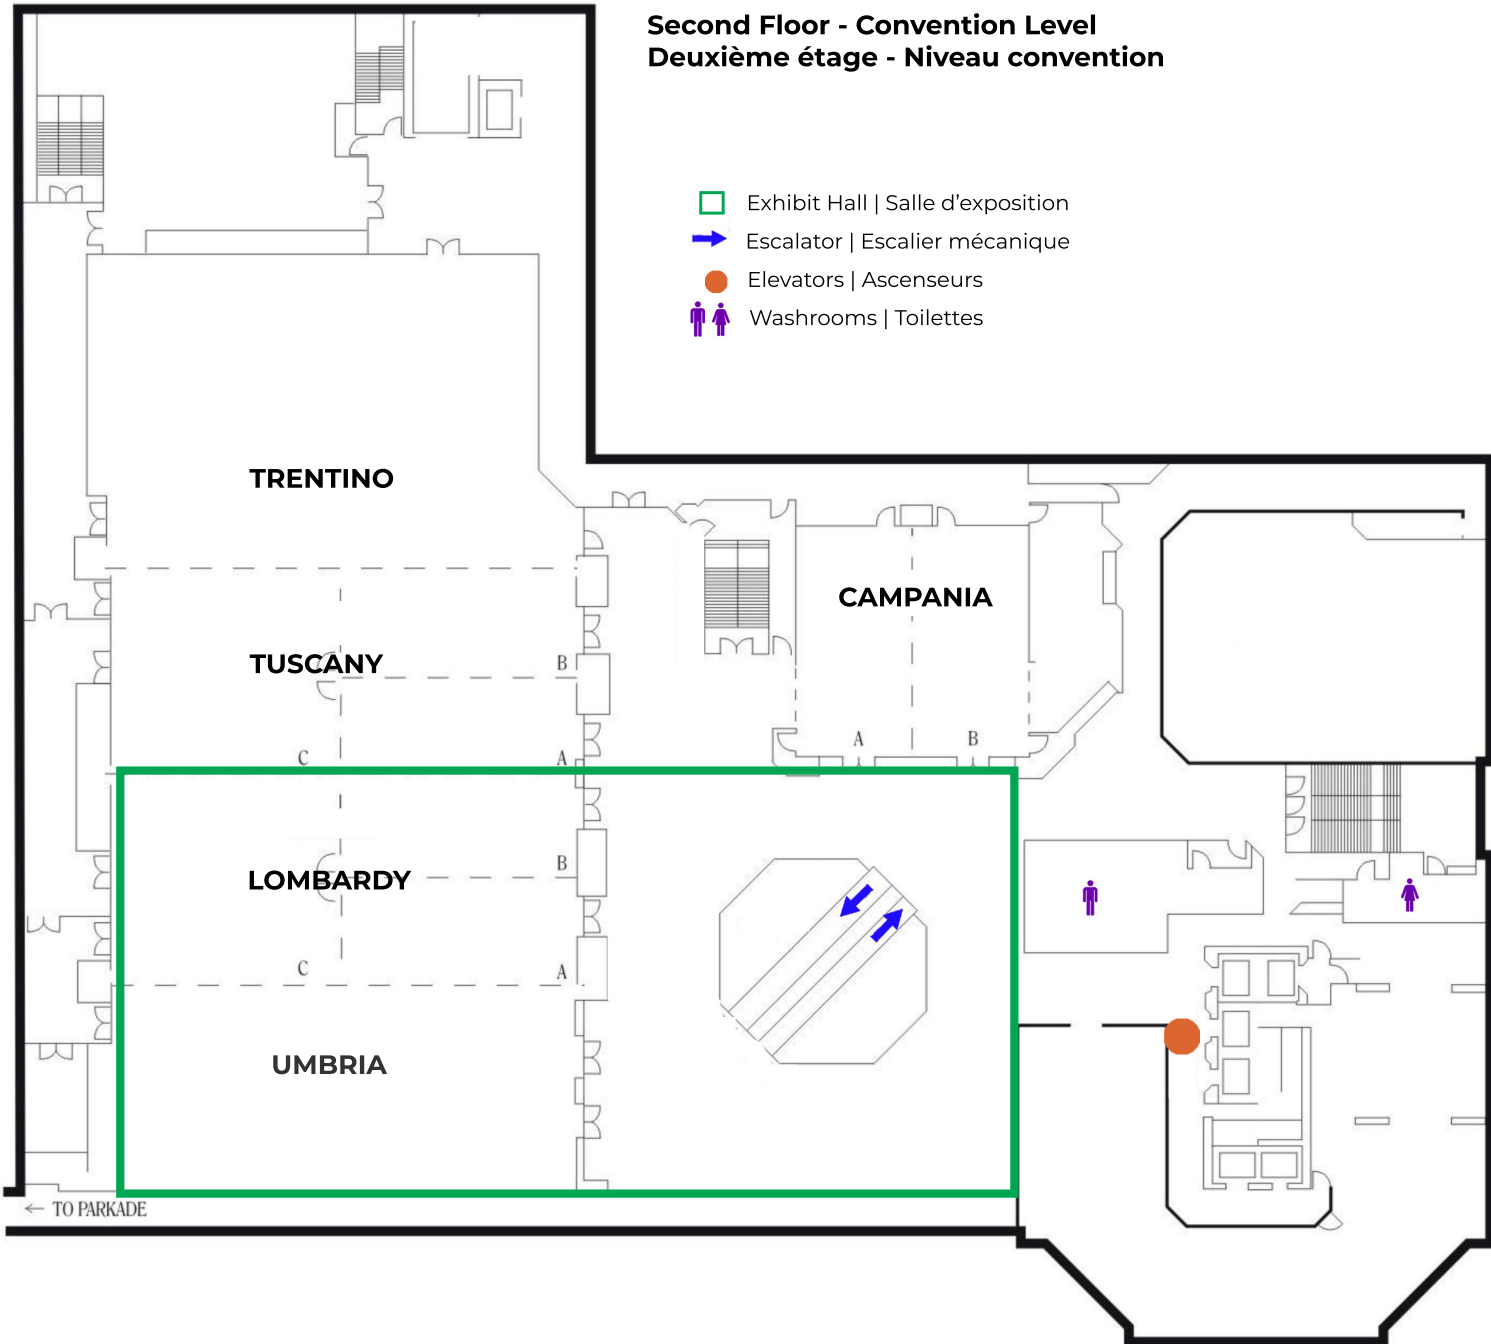 Second Floor - Convention Level
Deuxième étage - Niveau convention
Exhibit Hall | Salle d'exposition
Escalator | Escalier mécanique
Elevators | Ascenseurs
Washrooms | Toilettes
TRENTINO
CAMPANIA
TUSCANY
B
A
B
C
A
LOMBARDY
B
C
A
UMBRIA
← TO PARKADE